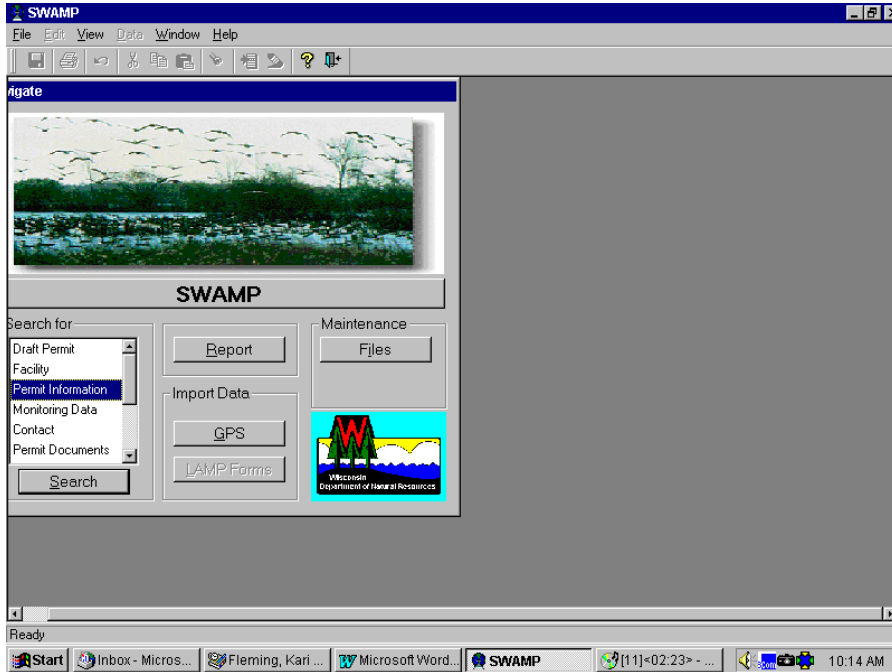 SWAMP
File Edit View Data Window Help
vigate
SWAMP
Search for
Draft Permit
Facility
Permit Information
Monitoring Data
Contact
Permit Documents
Search
Report
Import Data
GPS
LAMP Forms
Maintenance
Files
Wisconsin
Department of Natural Resources
Ready
Start Inbox - Micros... Fleming, Kari ... Microsoft Word... SWAMP [11]<02:23> - ... 10:14 AM